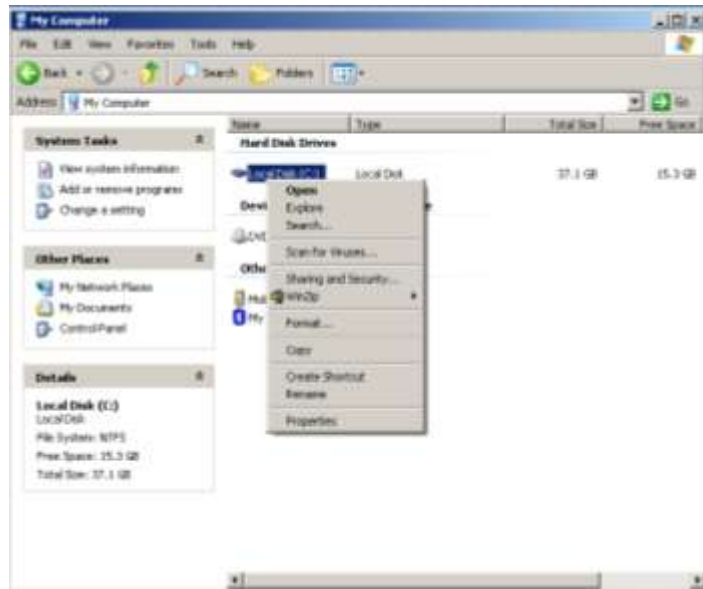 My Computer
File Edit View Favorites Tools Help
Back Search Folders
Address My Computer Go
Name Type Total Size Free Space
System Tasks
View system information
Add or remove programs
Change a setting
Other Places
My Network Places
My Documents
Control Panel
Details
Local Disk (C:)
Local Disk
File System: NTFS
Free Space: 15.3 GB
Total Size: 37.1 GB
Hard Disk Drives
Local Disk (C:) Local Disk 37.1 GB 15.3 GB
Open
Explore
Search...
Scan for Viruses...
Sharing and Security...
WinZip
Format...
Copy
Create Shortcut
Rename
Properties
My